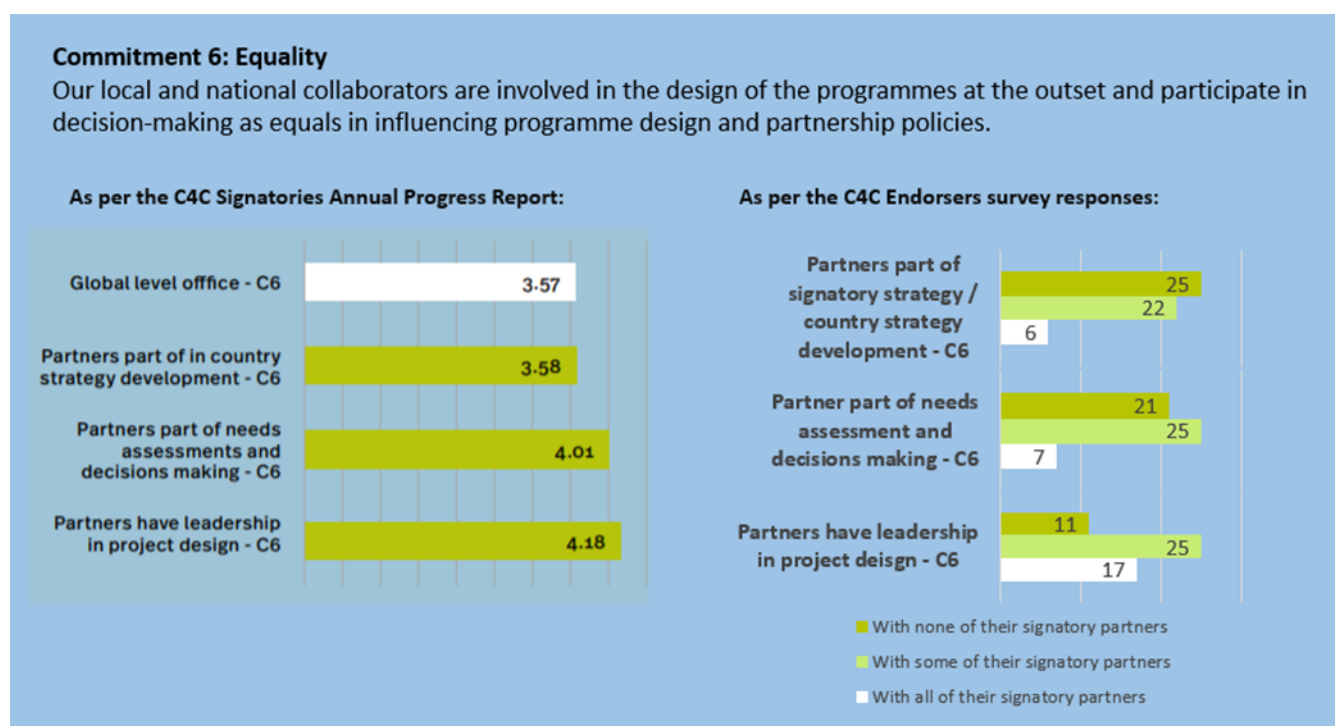 Commitment 6: Equality
Our local and national collaborators are involved in the design of the programmes at the outset and participate in
decision-making as equals in influencing programme design and partnership policies.
As per the C4C Signatories Annual Progress Report:
Global level offfice - C6
3.57
Partners part of in country
strategy development - C6
3.58
Partners part of needs
assessments and
decisions making - C6
4.01
Partners have leadership
in project design - C6
4.18
As per the C4C Endorsers survey responses:
Partners part of
signatory strategy /
country strategy
development - C6
25
22
6
Partner part of needs
assessment and
decisions making - C6
21
25
7
Partners have leadership
in project deisgn - C6
11
25
17
With none of their signatory partners
With some of their signatory partners
With all of their signatory partners